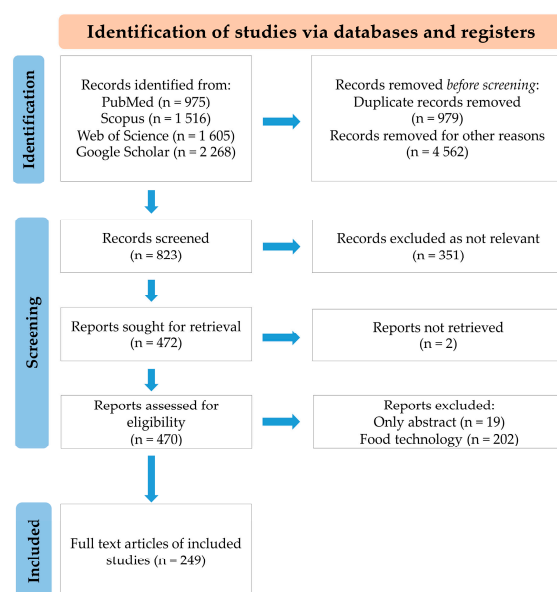 Identification of studies via databases and registers
Identification
Records identified from:
PubMed (n = 975)
Scopus (n = 1 516)
Web of Science (n = 1 605)
Google Scholar (n = 2 268)
Records removed before screening:
Duplicate records removed
(n = 979)
Records removed for other reasons
(n = 4 562)
Screening
Records screened
(n = 823)
Records excluded as not relevant
(n = 351)
Reports sought for retrieval
(n = 472)
Reports not retrieved
(n = 2)
Reports assessed for
eligibility
(n = 470)
Reports excluded:
Only abstract (n = 19)
Food technology (n = 202)
Included
Full text articles of included
studies (n = 249)